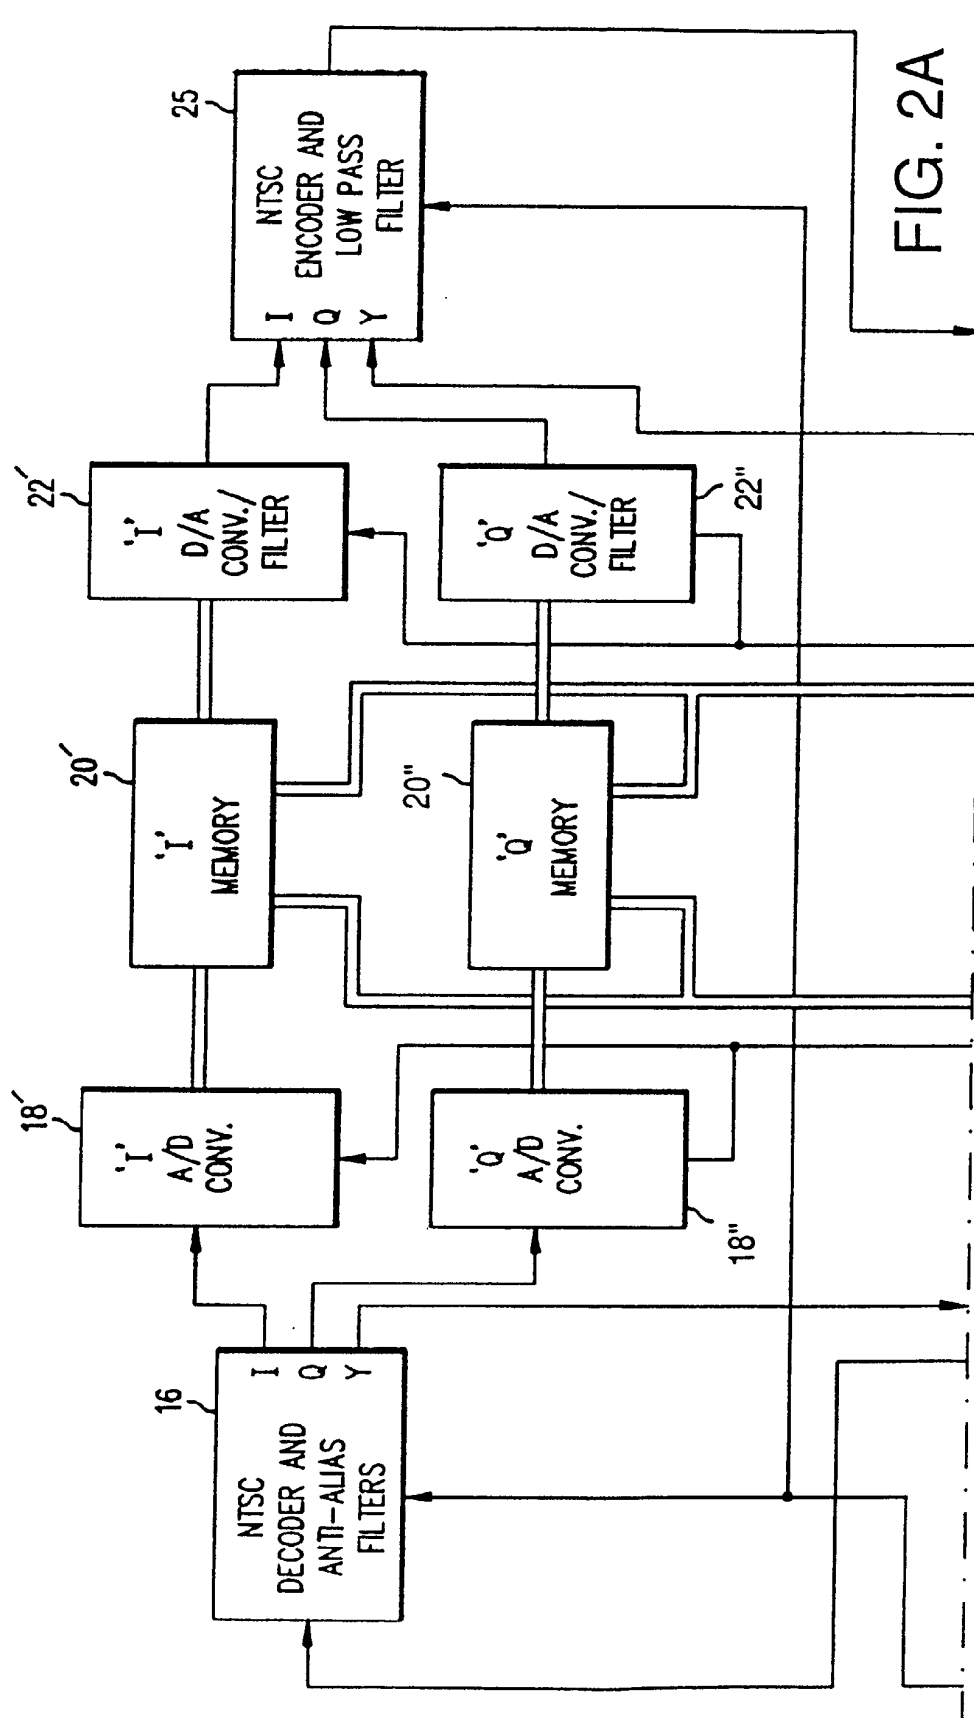 16
NTSC
DECODER AND
ANTI-ALIAS
FILTERS
I
Q
Y
18'
'I'
A/D
CONV.
18"
'Q'
A/D
CONV.
20'
'I'
MEMORY
20"
'Q'
MEMORY
22'
'I'
D/A
CONV./
FILTER
22"
'Q'
D/A
CONV./
FILTER
25
I
Q
Y
NTSC
ENCODER AND
LOW PASS
FILTER
FIG. 2A